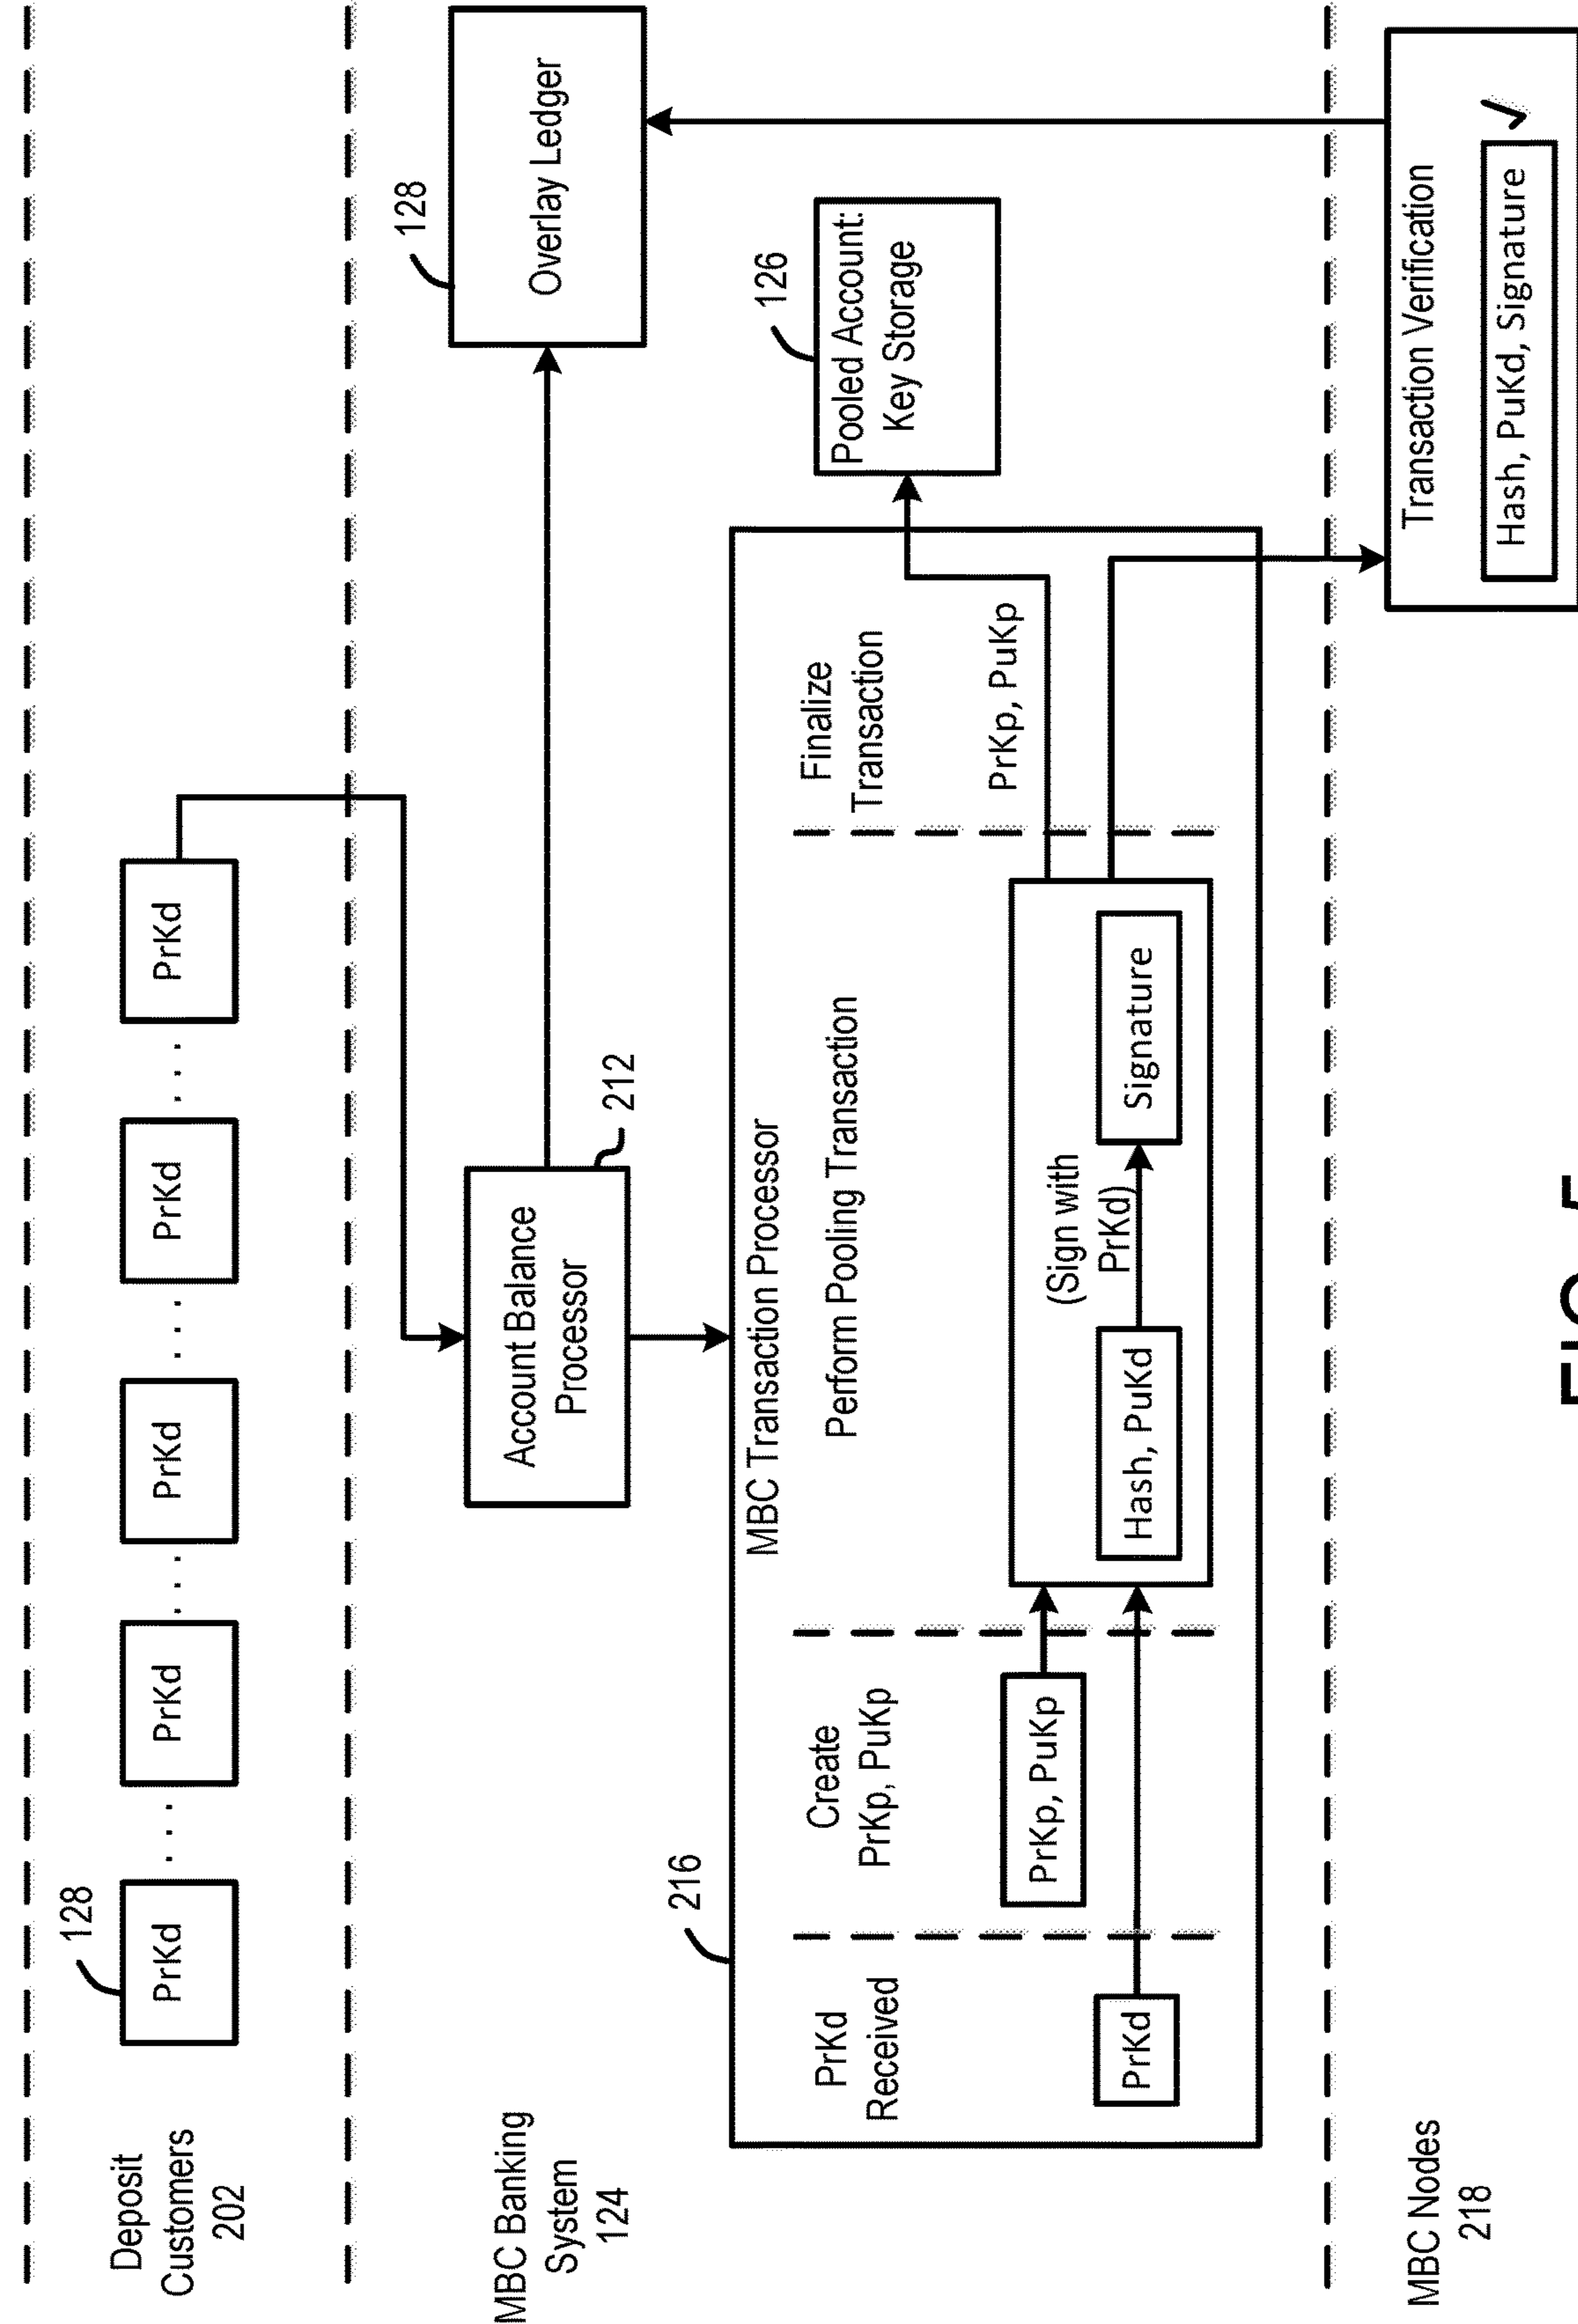 Deposit
Customers
202
128
PrKd
. . .
PrKd
. . .
PrKd
. . .
PrKd
. . .
PrKd
MBC Banking
System
124
Account Balance
Processor
212
128
Overlay Ledger
216
MBC Transaction Processor
PrKd
Received
PrKd
Create
PrKp, PuKp
PrKp, PuKp
Perform Pooling Transaction
(Sign with
PrKd)
Hash, PuKd
Signature
Finalize
Transaction
PrKp, PuKp
126
Pooled Account:
Key Storage
MBC Nodes
218
Transaction Verification
Hash, PuKd, Signature